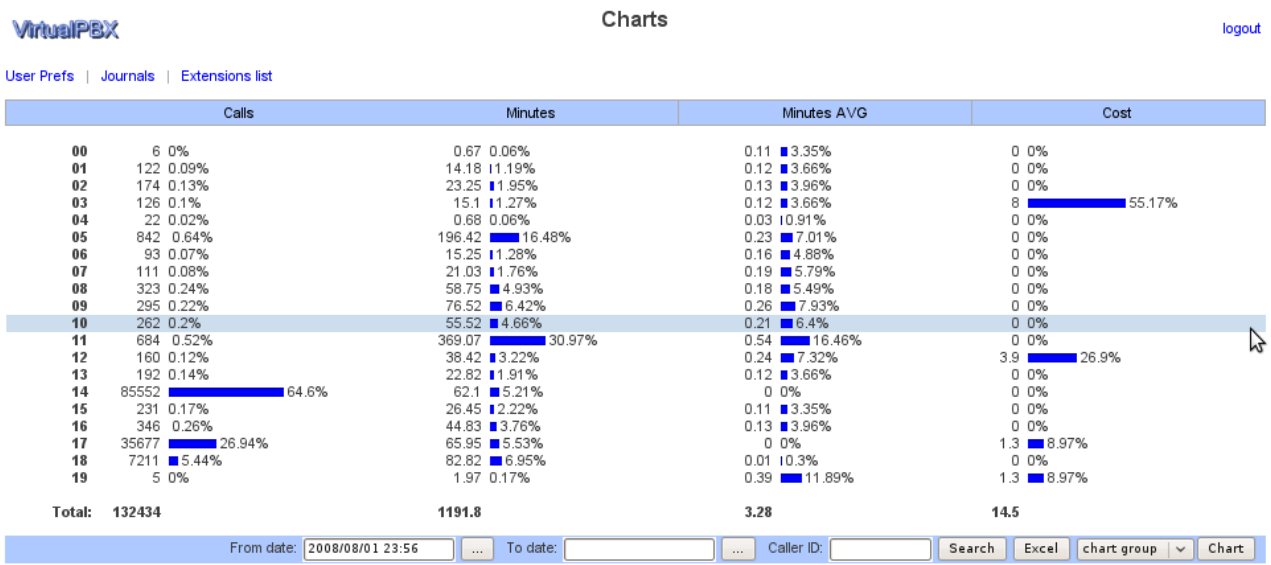 VirtualPBX
Charts
logout
User Prefs | Journals | Extensions list
Calls Minutes Minutes AVG Cost
00 6 0% 0.67 0.06% 0.11 3.35% 0 0%
01 122 0.09% 14.18 1.19% 0.12 3.66% 0 0%
02 174 0.13% 23.25 1.95% 0.13 3.96% 0 0%
03 126 0.1% 15.1 1.27% 0.12 3.66% 8 55.17%
04 22 0.02% 0.68 0.06% 0.03 0.91% 0 0%
05 842 0.64% 196.42 16.48% 0.23 7.01% 0 0%
06 93 0.07% 15.25 1.28% 0.16 4.88% 0 0%
07 111 0.08% 21.03 1.76% 0.19 5.79% 0 0%
08 323 0.24% 58.75 4.93% 0.18 5.49% 0 0%
09 295 0.22% 76.52 6.42% 0.26 7.93% 0 0%
10 262 0.2% 55.52 4.66% 0.21 6.4% 0 0%
11 684 0.52% 369.07 30.97% 0.54 16.46% 0 0%
12 160 0.12% 38.42 3.22% 0.24 7.32% 3.9 26.9%
13 192 0.14% 22.82 1.91% 0.12 3.66% 0 0%
14 85552 64.6% 62.1 5.21% 0 0% 0 0%
15 231 0.17% 26.45 2.22% 0.11 3.35% 0 0%
16 346 0.26% 44.83 3.76% 0.13 3.96% 0 0%
17 35677 26.94% 65.95 5.53% 0 0% 1.3 8.97%
18 7211 5.44% 82.82 6.95% 0.01 0.3% 0 0%
19 5 0% 1.97 0.17% 0.39 11.89% 1.3 8.97%
Total: 132434 1191.8 3.28 14.5
From date: 2008/08/01 23:56 ... To date: ... Caller ID: Search Excel chart group Chart